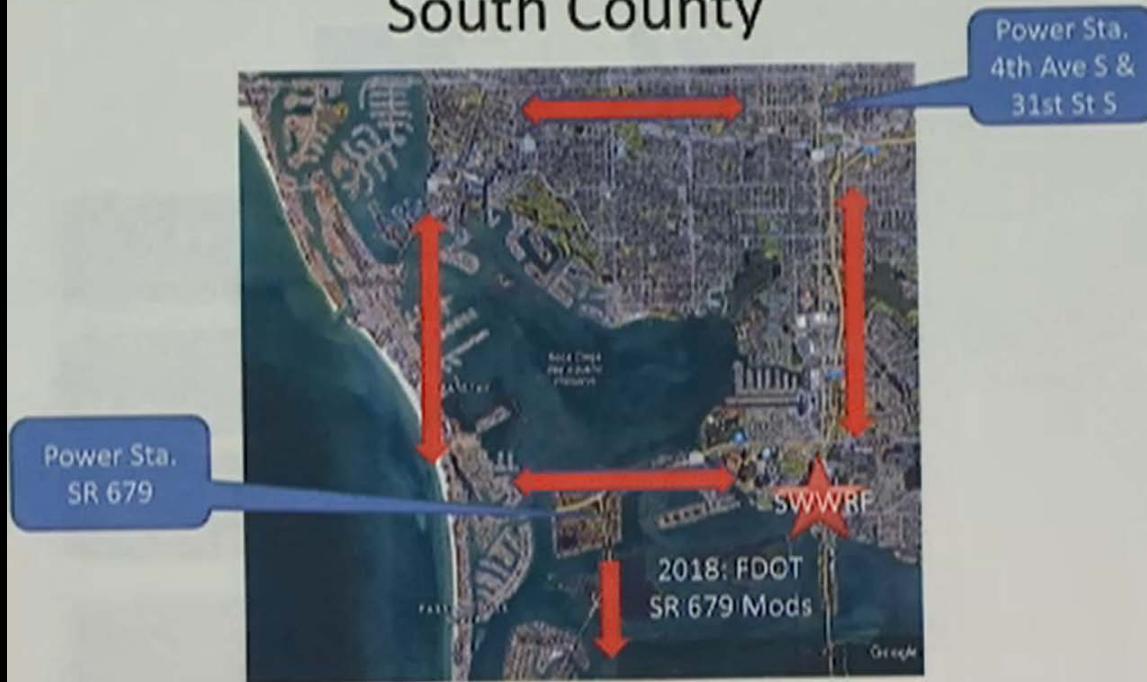 South County
Power Sta.
4th Ave S &
31st St S
Power Sta.
SR 679
SWWRF
2018: FDOT
SR 679 Mods
Google